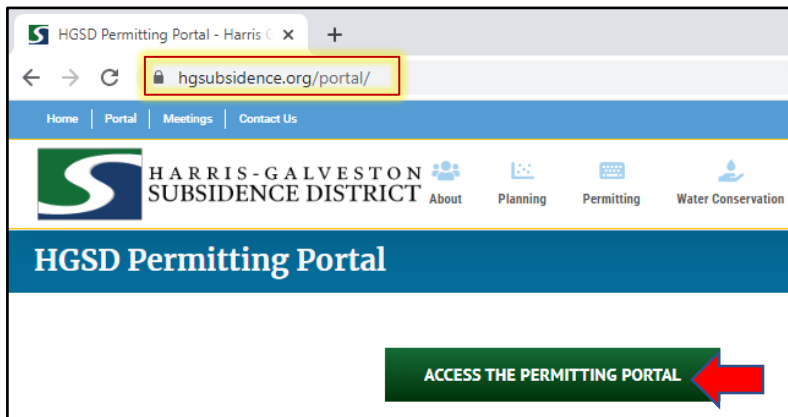 HGSD Permitting Portal - Harris
hgsubsidence.org/portal/
Home Portal Meetings Contact Us
HARRIS-GALVESTON
SUBSIDENCE DISTRICT
About Planning Permitting Water Conservation
HGSD Permitting Portal
ACCESS THE PERMITTING PORTAL